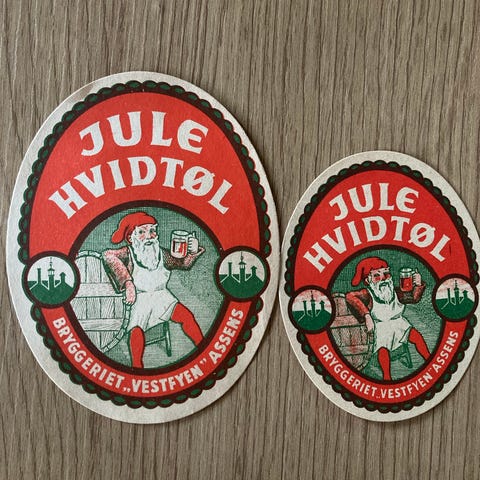 JULE
HVIDTØL
BRYGGERIET „VESTFYEN" ASSENS
JULE
HVIDTØL
BRYGGERIET „VESTFYEN" ASSENS